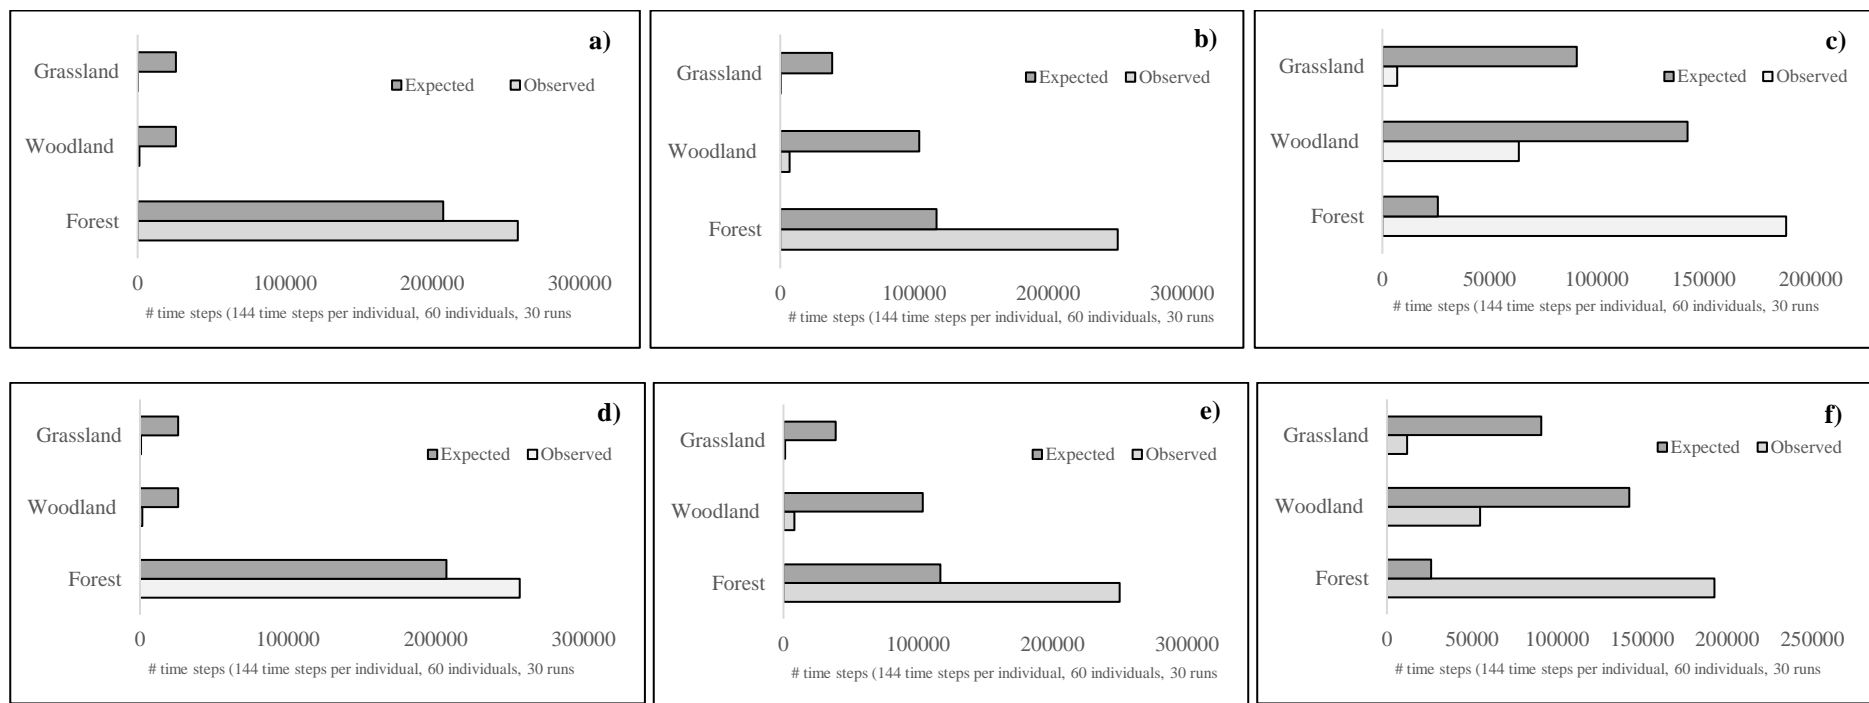 a)
Grassland
Expected Observed
Woodland
Forest
0 100000 200000 300000
# time steps (144 time steps per individual, 60 individuals, 30 runs
b)
Grassland
Expected Observed
Woodland
Forest
0 100000 200000 300000
# time steps (144 time steps per individual, 60 individuals, 30 runs
c)
Grassland
Expected Observed
Woodland
Forest
0 50000 100000 150000 200000
# time steps (144 time steps per individual, 60 individuals, 30 runs
d)
Grassland
Expected Observed
Woodland
Forest
0 100000 200000 300000
# time steps (144 time steps per individual, 60 individuals, 30 runs
e)
Grassland
Expected Observed
Woodland
Forest
0 100000 200000 300000
# time steps (144 time steps per individual, 60 individuals, 30 runs
f)
Grassland
Expected Observed
Woodland
Forest
0 50000 100000 150000 200000 250000
# time steps (144 time steps per individual, 60 individuals, 30 runs